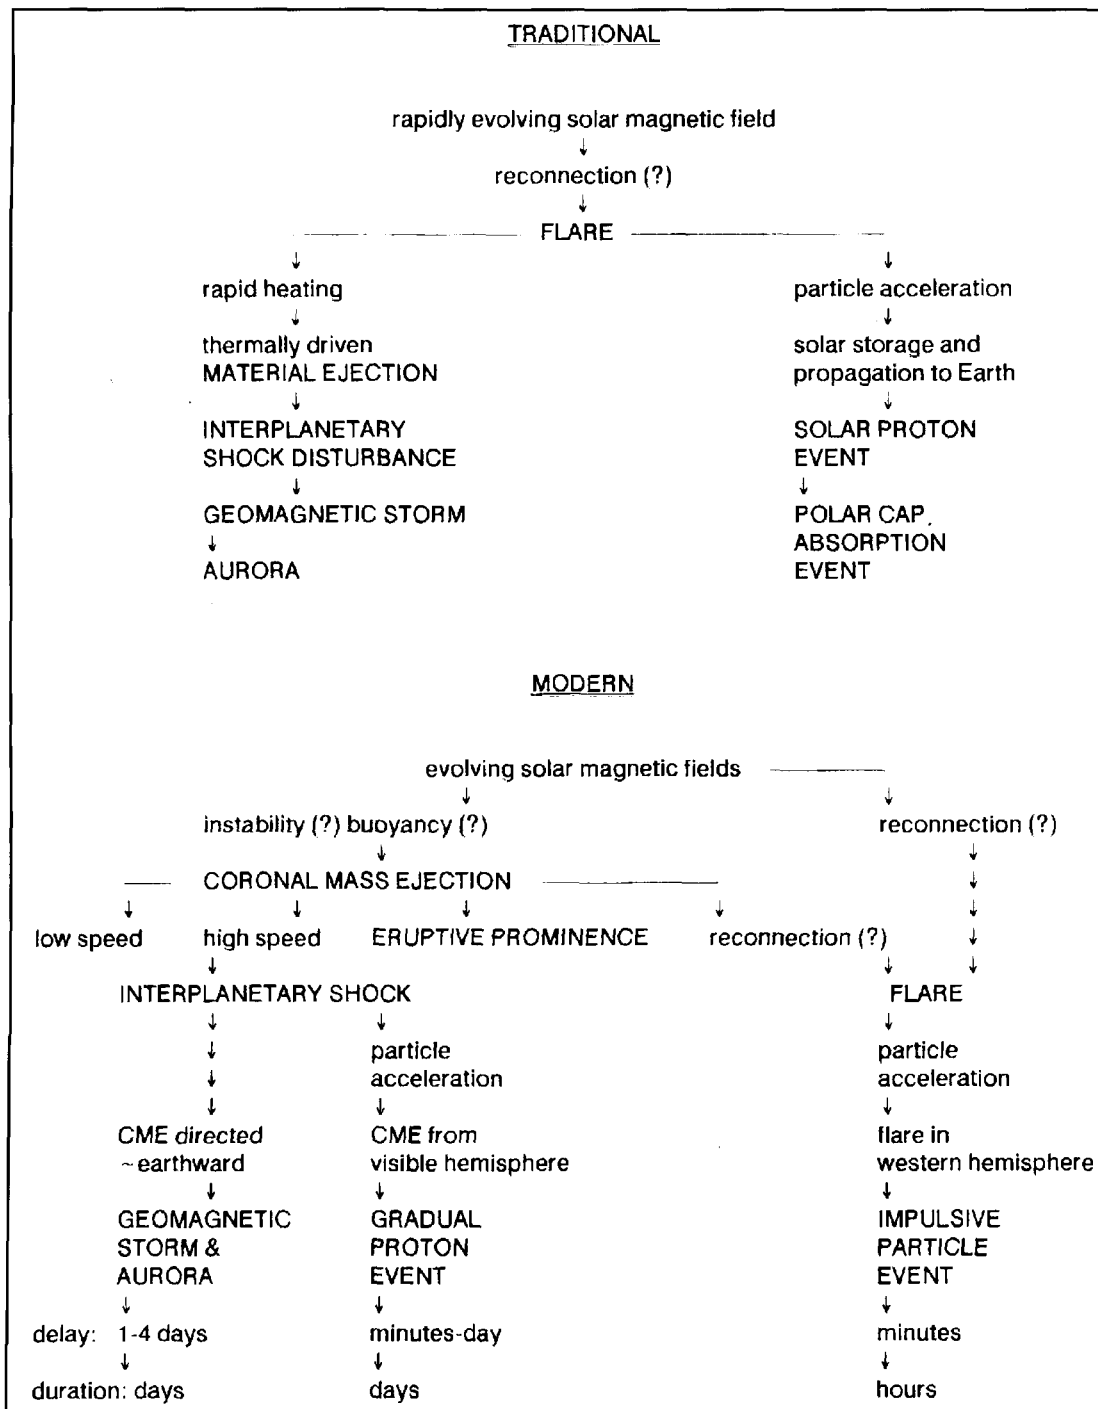 TRADITIONAL
rapidly evolving solar magnetic field
reconnection (?)
FLARE
rapid heating
particle acceleration
thermally driven
MATERIAL EJECTION
solar storage and
propagation to Earth
INTERPLANETARY
SHOCK DISTURBANCE
SOLAR PROTON
EVENT
GEOMAGNETIC STORM
POLAR CAP
ABSORPTION
EVENT
AURORA
MODERN
evolving solar magnetic fields
instability (?) buoyancy (?)
reconnection (?)
CORONAL MASS EJECTION
low speed
high speed
ERUPTIVE PROMINENCE
reconnection (?)
INTERPLANETARY SHOCK
FLARE
particle
acceleration
particle
acceleration
CME directed
~earthward
CME from
visible hemisphere
flare in
western hemisphere
GEOMAGNETIC
STORM &
AURORA
GRADUAL
PROTON
EVENT
IMPULSIVE
PARTICLE
EVENT
delay: 1-4 days
minutes-day
minutes
duration: days
days
hours